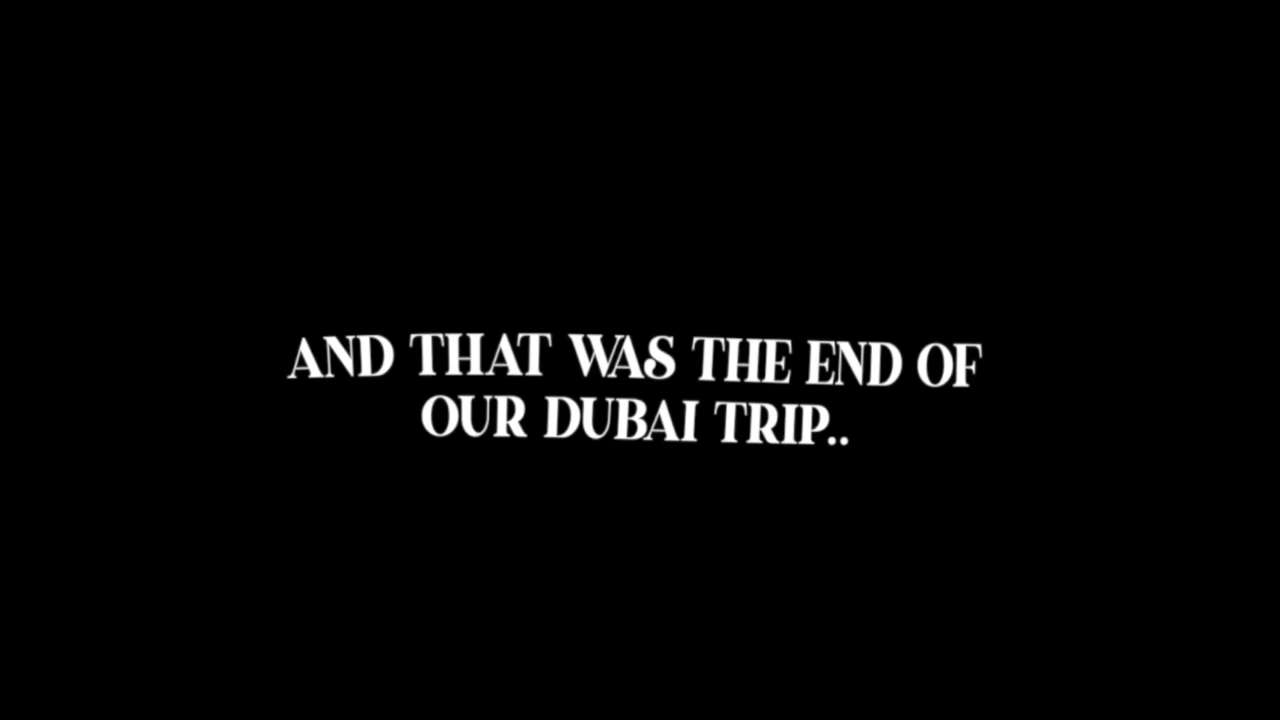 AND THAT WAS THE END OF
OUR DUBAI TRIP..